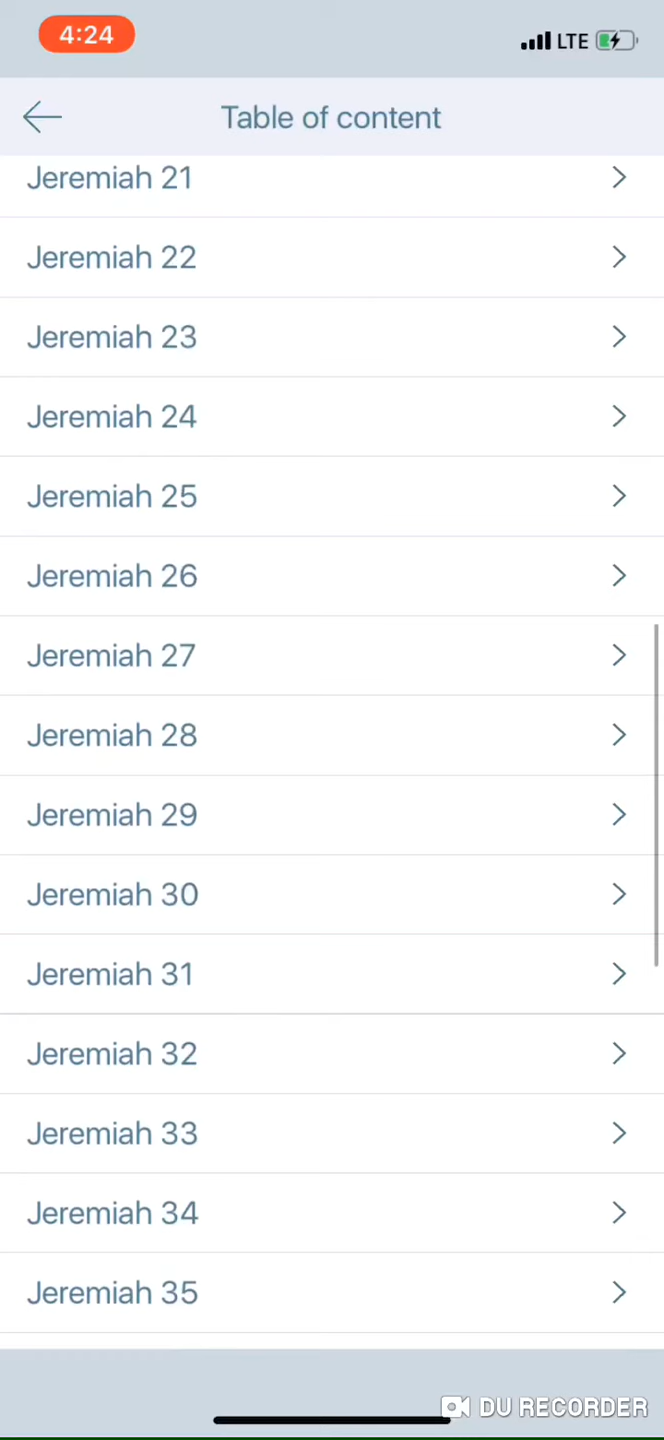 4:24
LTE
Table of content
Jeremiah 21
Jeremiah 22
Jeremiah 23
Jeremiah 24
Jeremiah 25
Jeremiah 26
Jeremiah 27
Jeremiah 28
Jeremiah 29
Jeremiah 30
Jeremiah 31
Jeremiah 32
Jeremiah 33
Jeremiah 34
Jeremiah 35
DU RECORDER